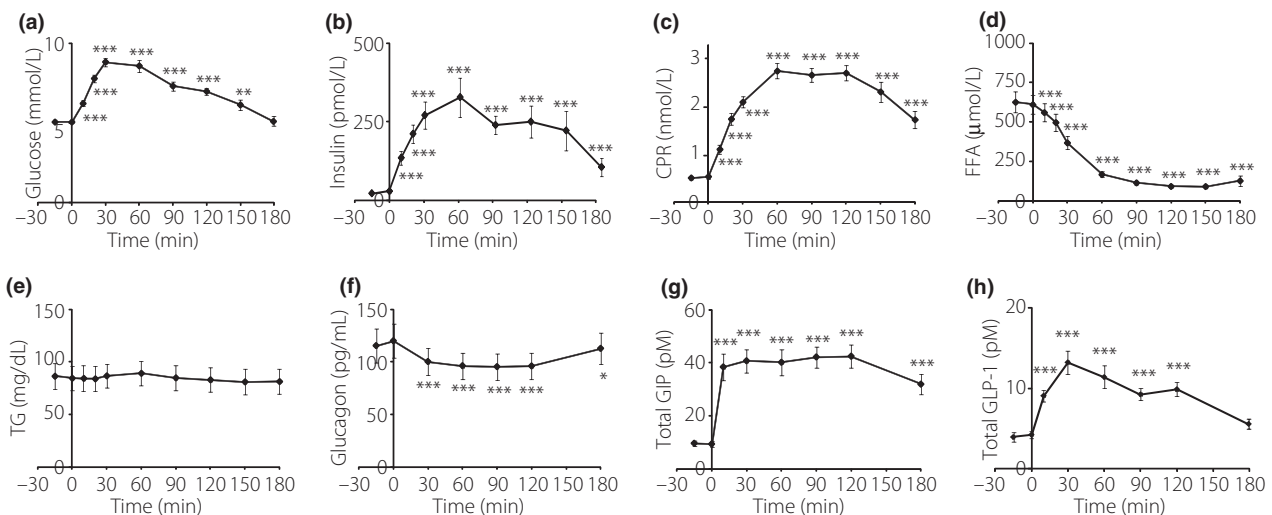 (a)
Glucose (mmol/L)
10
5
0
*** *** *** *** ** *** ***
−30 0 30 60 90 120 150 180
Time (min)
(b)
Insulin (pmol/L)
500
250
0
*** *** *** *** *** *** *** ***
−30 0 30 60 90 120 150 180
Time (min)
(c)
CPR (nmol/L)
3
2
1
0
*** *** *** *** *** *** *** ***
−30 0 30 60 90 120 150 180
Time (min)
(d)
FFA (µmol/L)
1000
750
500
250
0
*** *** *** *** *** *** *** ***
−30 0 30 60 90 120 150 180
Time (min)
(e)
TG (mg/dL)
150
100
50
0
−30 0 30 60 90 120 150 180
Time (min)
(f)
Glucagon (pg/mL)
150
100
50
0
*** *** *** *** *
−30 0 30 60 90 120 150 180
Time (min)
(g)
Total GIP (pM)
60
40
20
0
*** *** *** *** *** ***
−30 0 30 60 90 120 150 180
Time (min)
(h)
Total GLP-1 (pM)
20
10
0
*** *** *** *** ***
−30 0 30 60 90 120 150 180
Time (min)